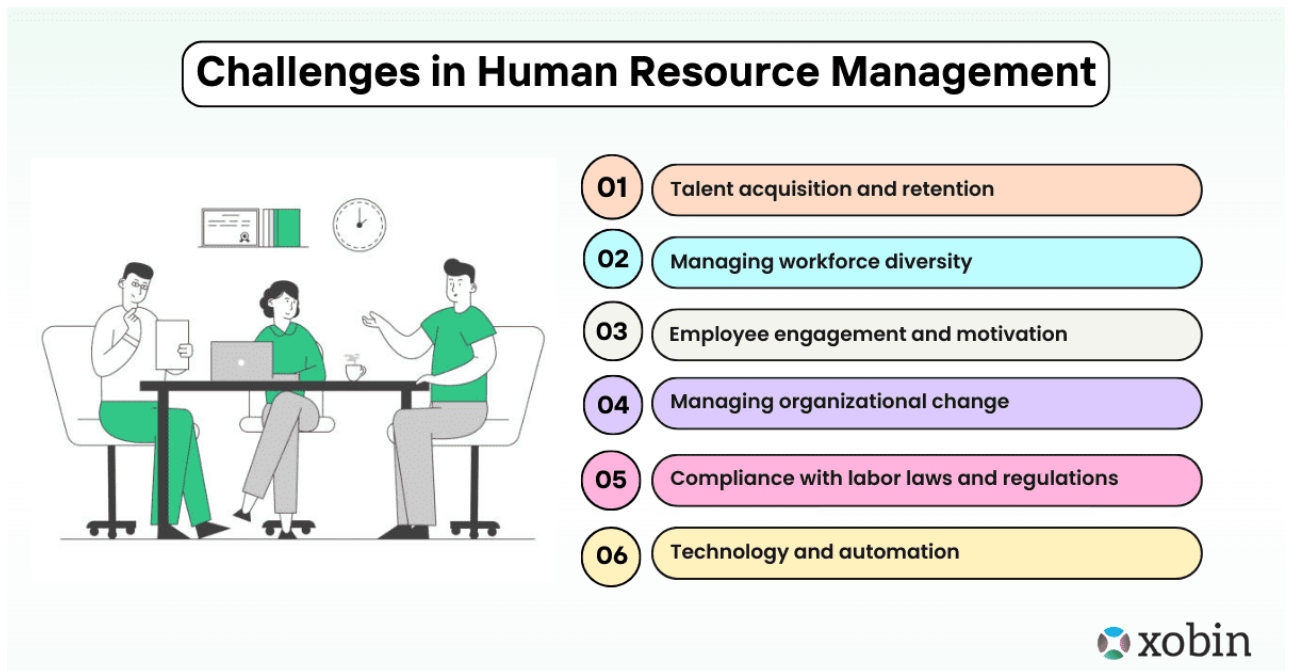 Challenges in Human Resource Management
01
Talent acquisition and retention
02
Managing workforce diversity
03
Employee engagement and motivation
04
Managing organizational change
05
Compliance with labor laws and regulations
06
Technology and automation
xobin